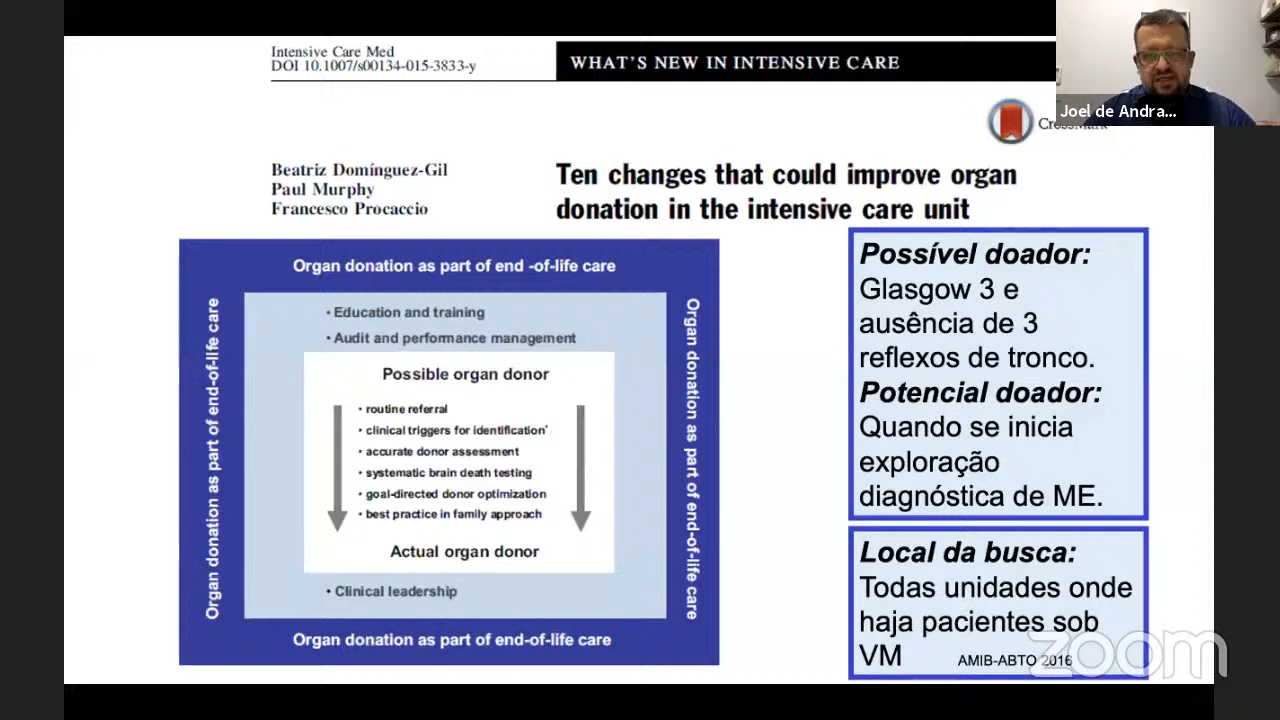 Intensive Care Med
DOI 10.1007/s00134-015-3833-y
WHAT'S NEW IN INTENSIVE CARE
Joel de Andra...
CrossMark
Beatriz Domínguez-Gil
Paul Murphy
Francesco Procaccio
Ten changes that could improve organ
donation in the intensive care unit
Organ donation as part of end -of-life care
Organ donation as part of end-of-life care
Organ donation as part of end-of-life care
• Education and training
• Audit and performance management
Possible organ donor
• routine referral
• clinical triggers for identification*
• accurate donor assessment
• systematic brain death testing
• goal-directed donor optimization
• best practice in family approach
Actual organ donor
• Clinical leadership
Organ donation as part of end-of-life care
Possível doador:
Glasgow 3 e
ausência de 3
reflexos de tronco.
Potencial doador:
Quando se inicia
exploração
diagnóstica de ME.
Local da busca:
Todas unidades onde
haja pacientes sob
VM
AMIB-ABTO 2016
zoom